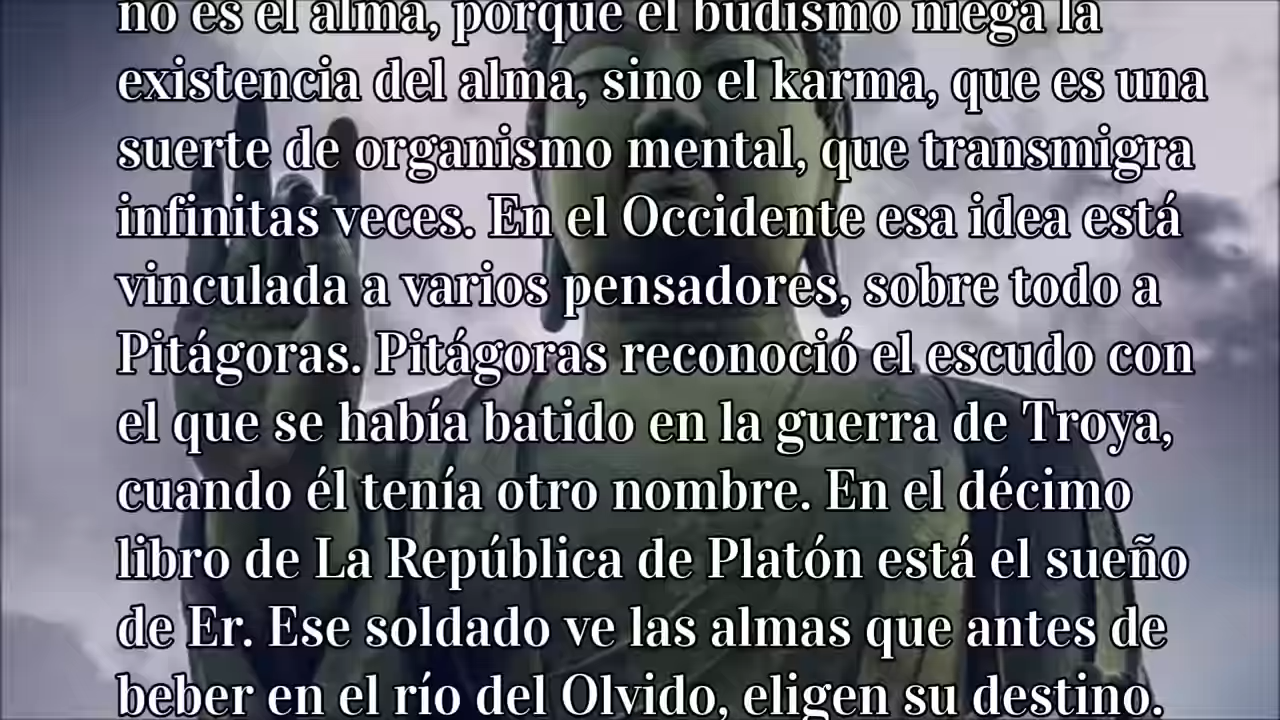 no es el alma, porque el budismo niega la
existencia del alma, sino el karma, que es una
suerte de organismo mental, que transmigra
infinitas veces. En el Occidente esa idea está
vinculada a varios pensadores, sobre todo a
Pitágoras. Pitágoras reconoció el escudo con
el que se había batido en la guerra de Troya,
cuando él tenía otro nombre. En el décimo
libro de La República de Platón está el sueño
de Er. Ese soldado ve las almas que antes de
beber en el río del Olvido, eligen su destino.